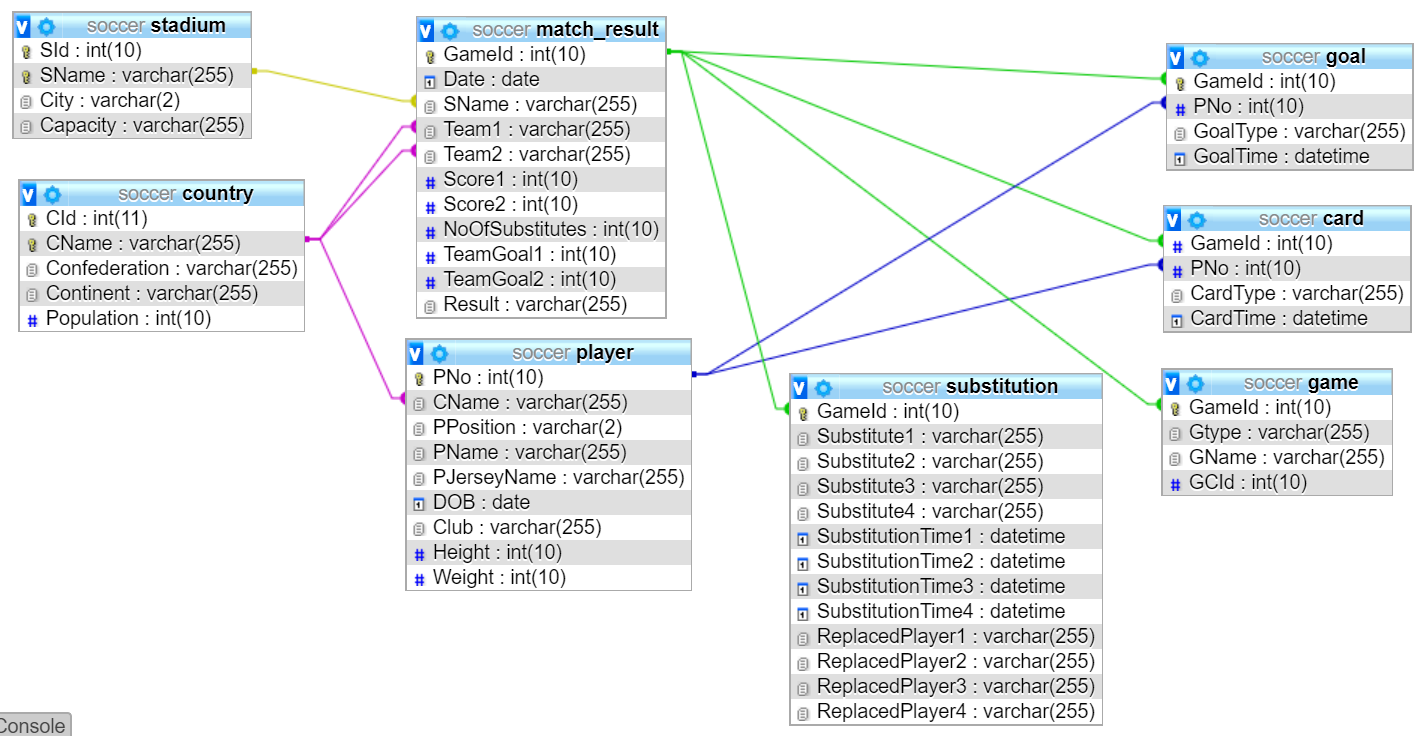 soccer stadium
SId : int(10)
SName : varchar(255)
City : varchar(2)
Capacity : varchar(255)
soccer country
CId : int(11)
CName : varchar(255)
Confederation : varchar(255)
Continent : varchar(255)
Population : int(10)
soccer match_result
GameId : int(10)
Date : date
SName : varchar(255)
Team1 : varchar(255)
Team2 : varchar(255)
Score1 : int(10)
Score2 : int(10)
NoOfSubstitutes : int(10)
TeamGoal1 : int(10)
TeamGoal2 : int(10)
Result : varchar(255)
soccer player
PNo : int(10)
CName : varchar(255)
PPosition : varchar(2)
PName : varchar(255)
PJerseyName : varchar(255)
DOB : date
Club : varchar(255)
Height : int(10)
Weight : int(10)
soccer substitution
GameId : int(10)
Substitute1 : varchar(255)
Substitute2 : varchar(255)
Substitute3 : varchar(255)
Substitute4 : varchar(255)
SubstitutionTime1 : datetime
SubstitutionTime2 : datetime
SubstitutionTime3 : datetime
SubstitutionTime4 : datetime
ReplacedPlayer1 : varchar(255)
ReplacedPlayer2 : varchar(255)
ReplacedPlayer3 : varchar(255)
ReplacedPlayer4 : varchar(255)
soccer goal
GameId : int(10)
PNo : int(10)
GoalType : varchar(255)
GoalTime : datetime
soccer card
GameId : int(10)
PNo : int(10)
CardType : varchar(255)
CardTime : datetime
soccer game
GameId : int(10)
Gtype : varchar(255)
GName : varchar(255)
GCId : int(10)
Console